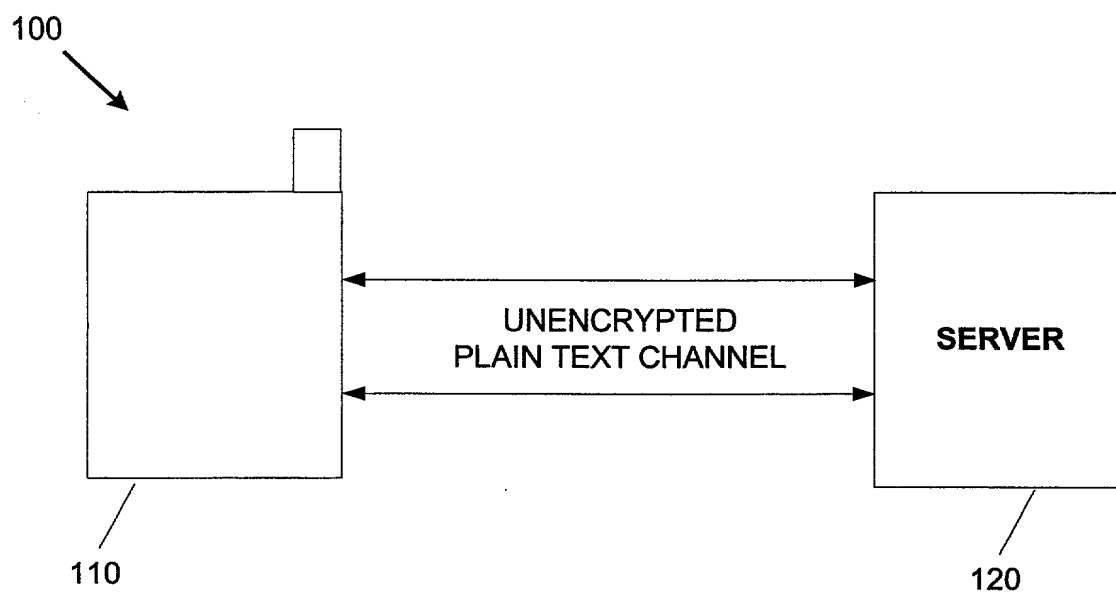 100
UNENCRYPTED
PLAIN TEXT CHANNEL
SERVER
110
120